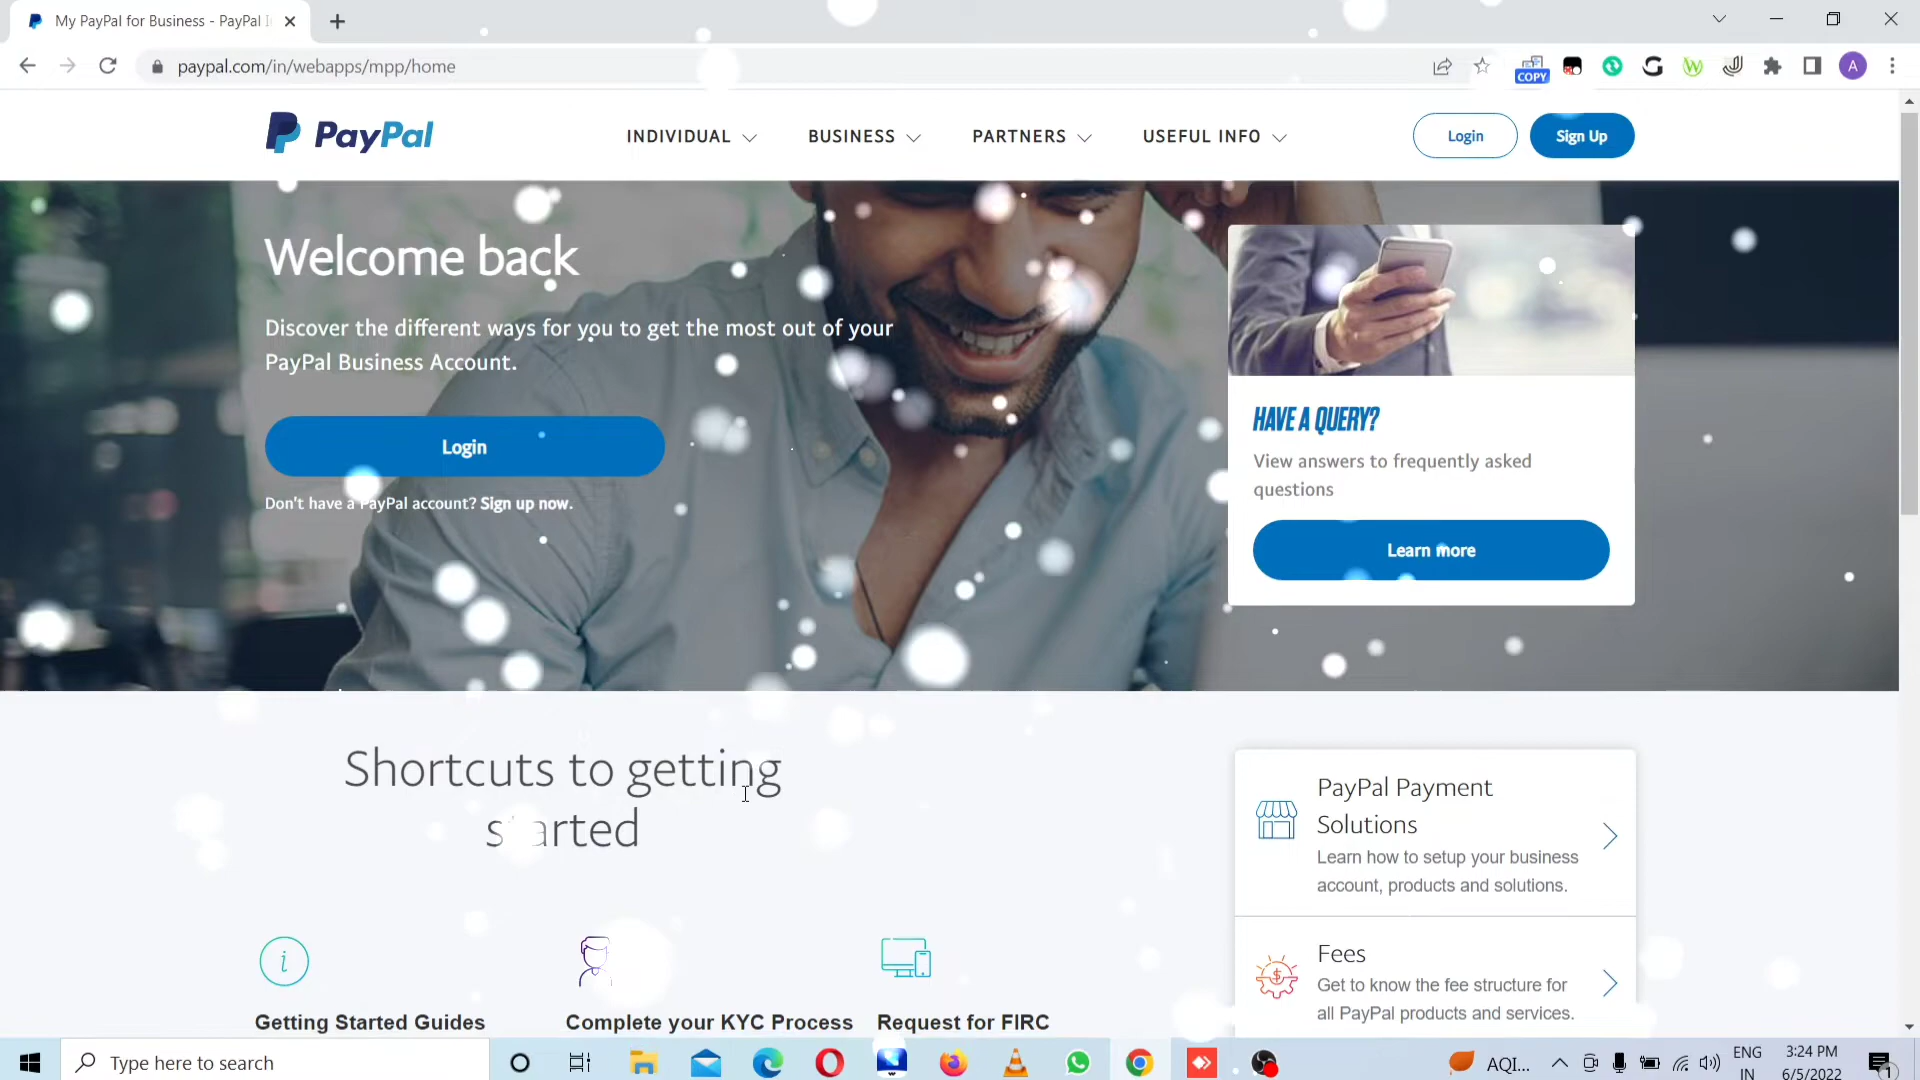 My PayPal for Business - PayPal I
paypal.com/in/webapps/mpp/home
COPY
A
PayPal
INDIVIDUAL
BUSINESS
PARTNERS
USEFUL INFO
Login
Sign Up
Welcome back
Discover the different ways for you to get the most out of your
PayPal Business Account.
Login
Don't have a PayPal account? Sign up now.
HAVE A QUERY?
View answers to frequently asked
questions
Learn more
Shortcuts to getting
started
PayPal Payment
Solutions
Learn how to setup your business
account, products and solutions.
Fees
Get to know the fee structure for
all PayPal products and services.
Getting Started Guides
Complete your KYC Process
Request for FIRC
Type here to search
AQI...
ENG
IN
3:24 PM
6/5/2022
1